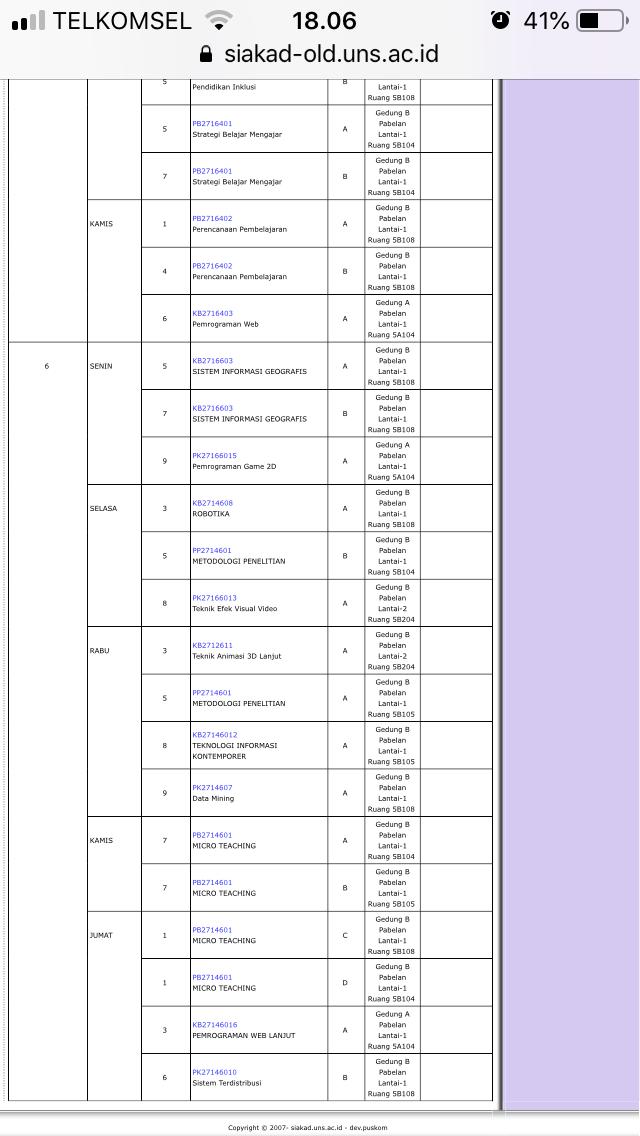 TELKOMSEL 18.06 41%
siakad-old.uns.ac.id
5 Pendidikan Inklusi B Lantai-1
Ruang 5B108
5 PB2716401 Strategi Belajar Mengajar A Gedung B
Pabelan
Lantai-1
Ruang 5B104
7 PB2716401 Strategi Belajar Mengajar B Gedung B
Pabelan
Lantai-1
Ruang 5B104
KAMIS 1 PB2716402 Perencanaan Pembelajaran A Gedung B
Pabelan
Lantai-1
Ruang 5B108
4 PB2716402 Perencanaan Pembelajaran B Gedung B
Pabelan
Lantai-1
Ruang 5B108
6 KB2716403 Pemrograman Web A Gedung A
Pabelan
Lantai-1
Ruang 5A104
6 SENIN 5 KB2716603 SISTEM INFORMASI GEOGRAFIS A Gedung B
Pabelan
Lantai-1
Ruang 5B108
7 KB2716603 SISTEM INFORMASI GEOGRAFIS B Gedung B
Pabelan
Lantai-1
Ruang 5B108
9 PK27166015 Pemrograman Game 2D A Gedung A
Pabelan
Lantai-1
Ruang 5A104
SELASA 3 KB2714608 ROBOTIKA A Gedung B
Pabelan
Lantai-1
Ruang 5B108
5 PP2714601 METODOLOGI PENELITIAN B Gedung B
Pabelan
Lantai-1
Ruang 5B104
8 PK27166013 Teknik Efek Visual Video A Gedung B
Pabelan
Lantai-2
Ruang 5B204
RABU 3 KB2712611 Teknik Animasi 3D Lanjut A Gedung B
Pabelan
Lantai-2
Ruang 5B204
5 PP2714601 METODOLOGI PENELITIAN A Gedung B
Pabelan
Lantai-1
Ruang 5B105
8 KB27146012 TEKNOLOGI INFORMASI KONTEMPORER A Gedung B
Pabelan
Lantai-1
Ruang 5B105
9 PK2714607 Data Mining A Gedung B
Pabelan
Lantai-1
Ruang 5B108
KAMIS 7 PB2714601 MICRO TEACHING A Gedung B
Pabelan
Lantai-1
Ruang 5B104
7 PB2714601 MICRO TEACHING B Gedung B
Pabelan
Lantai-1
Ruang 5B105
JUMAT 1 PB2714601 MICRO TEACHING C Gedung B
Pabelan
Lantai-1
Ruang 5B108
1 PB2714601 MICRO TEACHING D Gedung B
Pabelan
Lantai-1
Ruang 5B104
3 KB27146016 PEMROGRAMAN WEB LANJUT A Gedung A
Pabelan
Lantai-1
Ruang 5A104
6 PK27146010 Sistem Terdistribusi B Gedung B
Pabelan
Lantai-1
Ruang 5B108
Copyright © 2007- siakad.uns.ac.id - dev.puskom